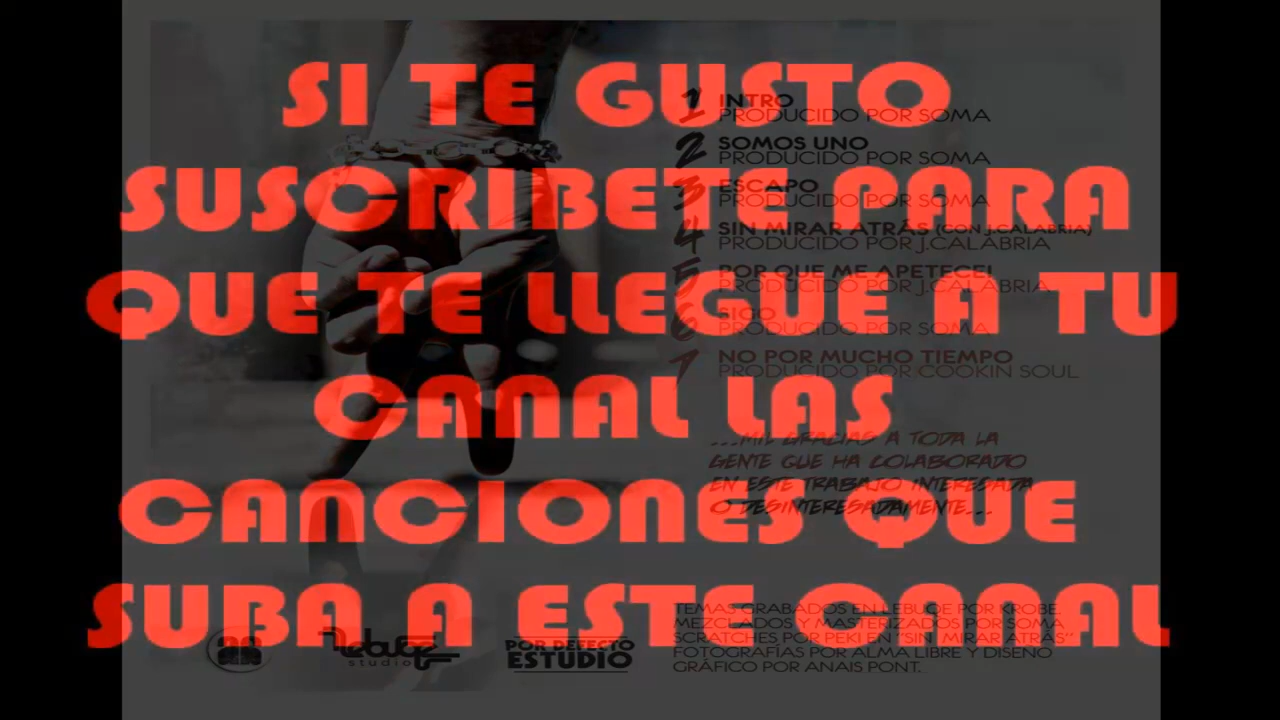 SI TE GUSTO
SUSCRIBETE PARA
QUE TE LLEGUE A TU
CANAL LAS
CANCIONES QUE
SUBA A ESTE CANAL
1 INTRO
PRODUCIDO POR SOMA
2 SOMOS UNO
PRODUCIDO POR SOMA
3 ESCAPO
PRODUCIDO POR SOMA
4 SIN MIRAR ATRÁS (CON J.CALABRIA)
PRODUCIDO POR J.CALABRIA
5 POR QUE ME APETECE!
PRODUCIDO POR J.CALABRIA
6 SIGO
PRODUCIDO POR SOMA
7 NO POR MUCHO TIEMPO
PRODUCIDO POR COOKIN SOUL
...MIL GRACIAS A TODA LA
GENTE QUE HA COLABORADO
EN ESTE TRABAJO INTERESADA
O DESINTERESADAMENTE...
TEMAS GRABADOS EN LEBUQE POR KROBE.
MEZCLADOS Y MASTERIZADOS POR SOMA
SCRATCHES POR PEKI EN "SIN MIRAR ATRÁS"
FOTOGRAFÍAS POR ALMA LIBRE Y DISEÑO
GRÁFICO POR ANAIS PONT.
Lebuqe
studio
POR DEFECTO
ESTUDIO